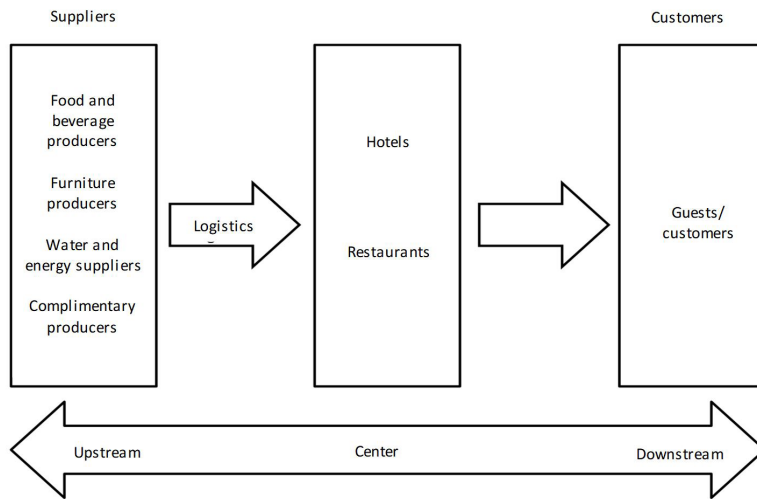 Suppliers
Customers
Food and
beverage
producers
Furniture
producers
Water and
energy suppliers
Complimentary
producers
Logistics
Hotels
Restaurants
Guests/
customers
Upstream
Center
Downstream